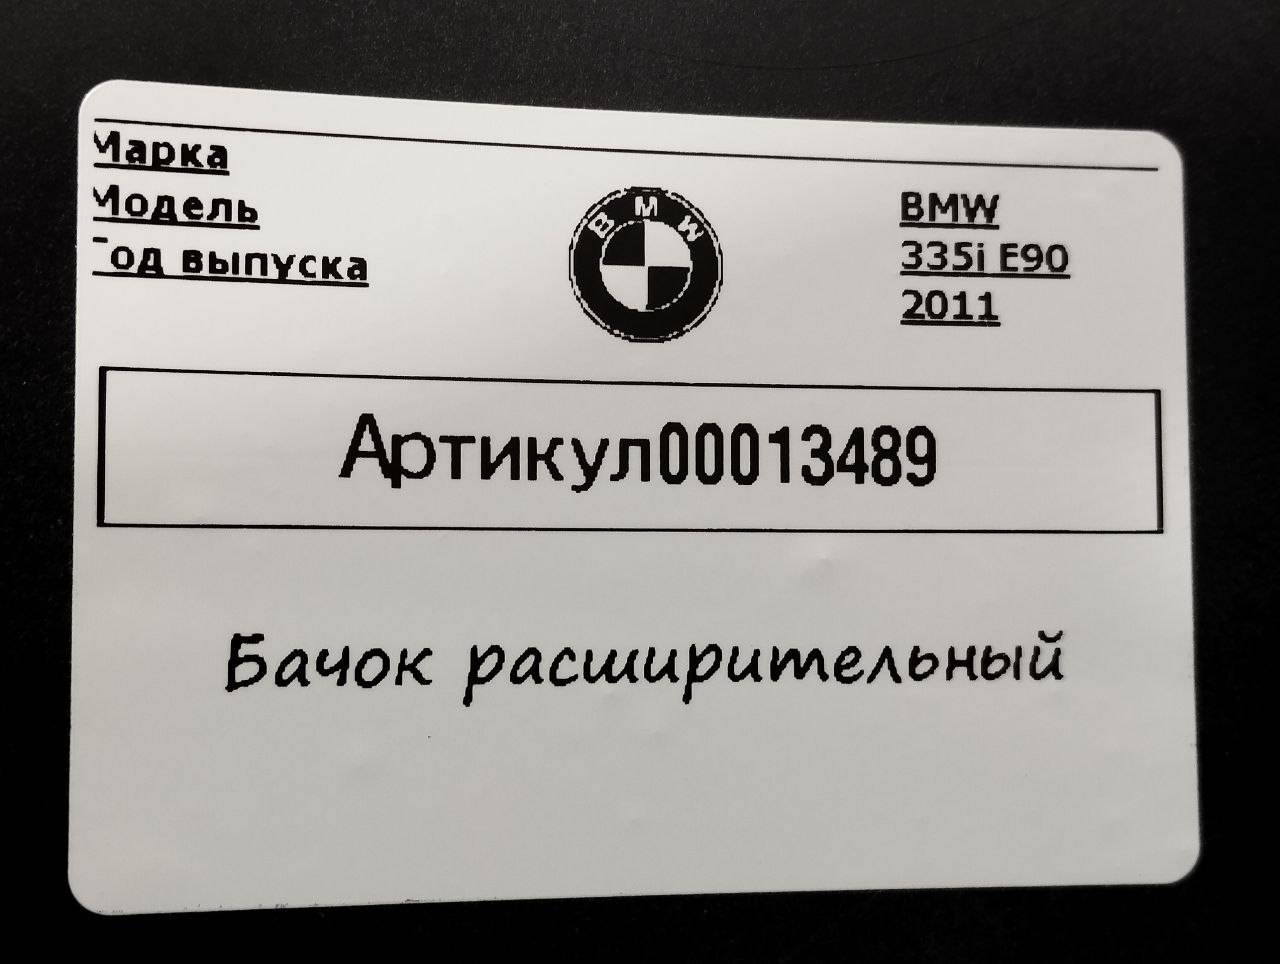 Марка
Модель
Год выпуска
BMW
BMW
335i E90
2011
Артикул00013489
Бачок расширительный